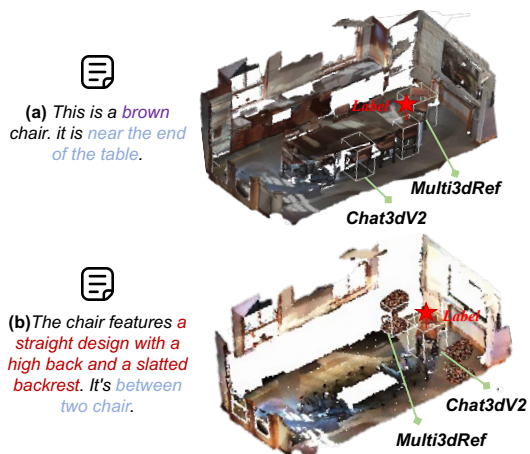 (a) This is a brown
chair. it is near the end
of the table.
Label
Multi3dRef
Chat3dV2
(b)The chair features a
straight design with a
high back and a slatted
backrest. It's between
two chair.
Label
Chat3dV2
Multi3dRef